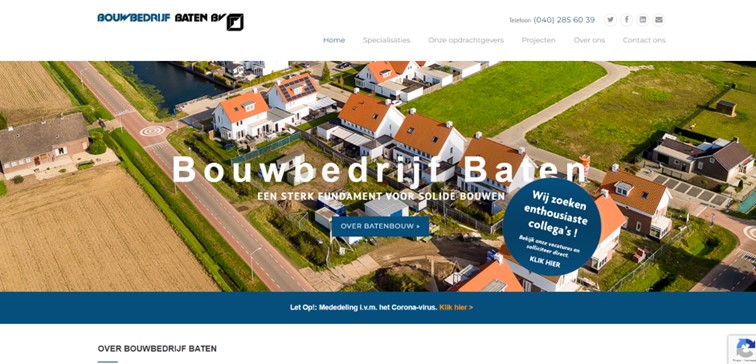 BOUWBEDRIJF BATEN BV
Telefoon: (040) 285 60 39
Home Specialisaties Onze opdrachtgevers Projecten Over ons Contact ons
Bouwbedrijf Baten
EEN STERK FUNDAMENT VOOR SOLIDE BOUWEN
OVER BATENBOUW »
Wij zoeken
enthousiaste
collega's !
Bekijk onze vacatures en
solliciteer direct.
KLIK HIER
Let Op!: Mededeling i.v.m. het Corona-virus. Klik hier >
OVER BOUWBEDRIJF BATEN